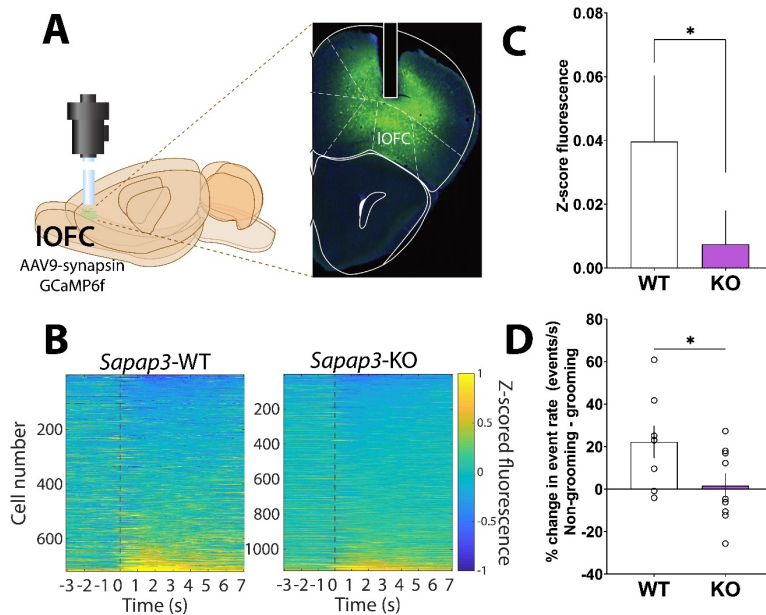 A
lOFC
AAV9-synapsin
GCaMP6f
lOFC
B
Sapap3-WT
Cell number
200
400
600
-3 -2 -1 0 1 2 3 4 5 6 7
Time (s)
Sapap3-KO
200
400
600
800
1000
-3 -2 -1 0 1 2 3 4 5 6 7
Time (s)
1
0.5
0
-0.5
-1
Z-scored fluorescence
C
Z-score fluorescence
0.08
0.06
0.04
0.02
0.00
*
WT KO
D
% change in event rate (events/s)
Non-grooming - grooming
80
60
40
20
0
-20
-40
*
WT KO